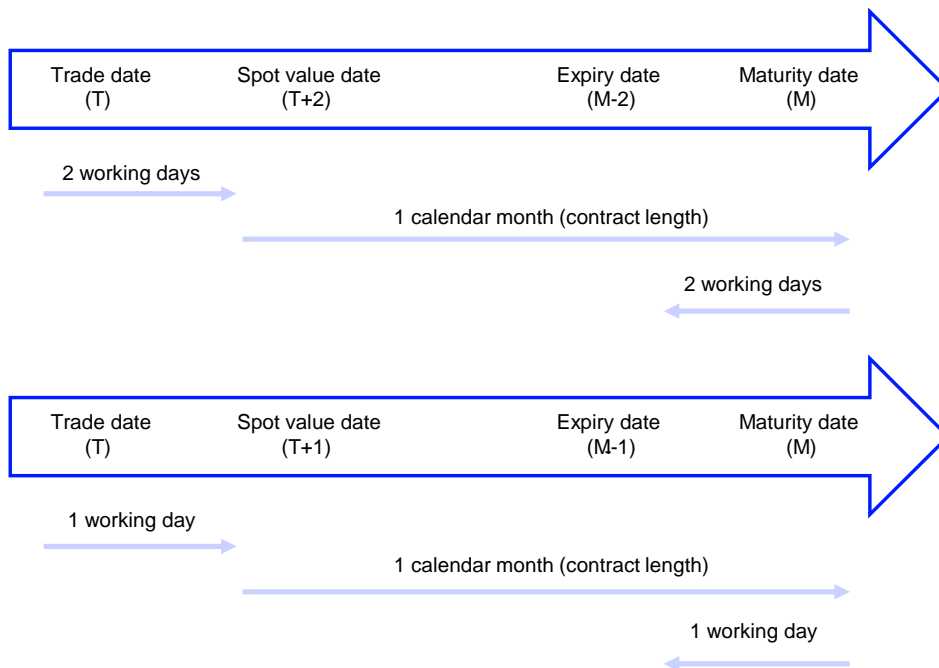 Trade date
(T)
Spot value date
(T+2)
Expiry date
(M-2)
Maturity date
(M)
2 working days
1 calendar month (contract length)
2 working days
Trade date
(T)
Spot value date
(T+1)
Expiry date
(M-1)
Maturity date
(M)
1 working day
1 calendar month (contract length)
1 working day